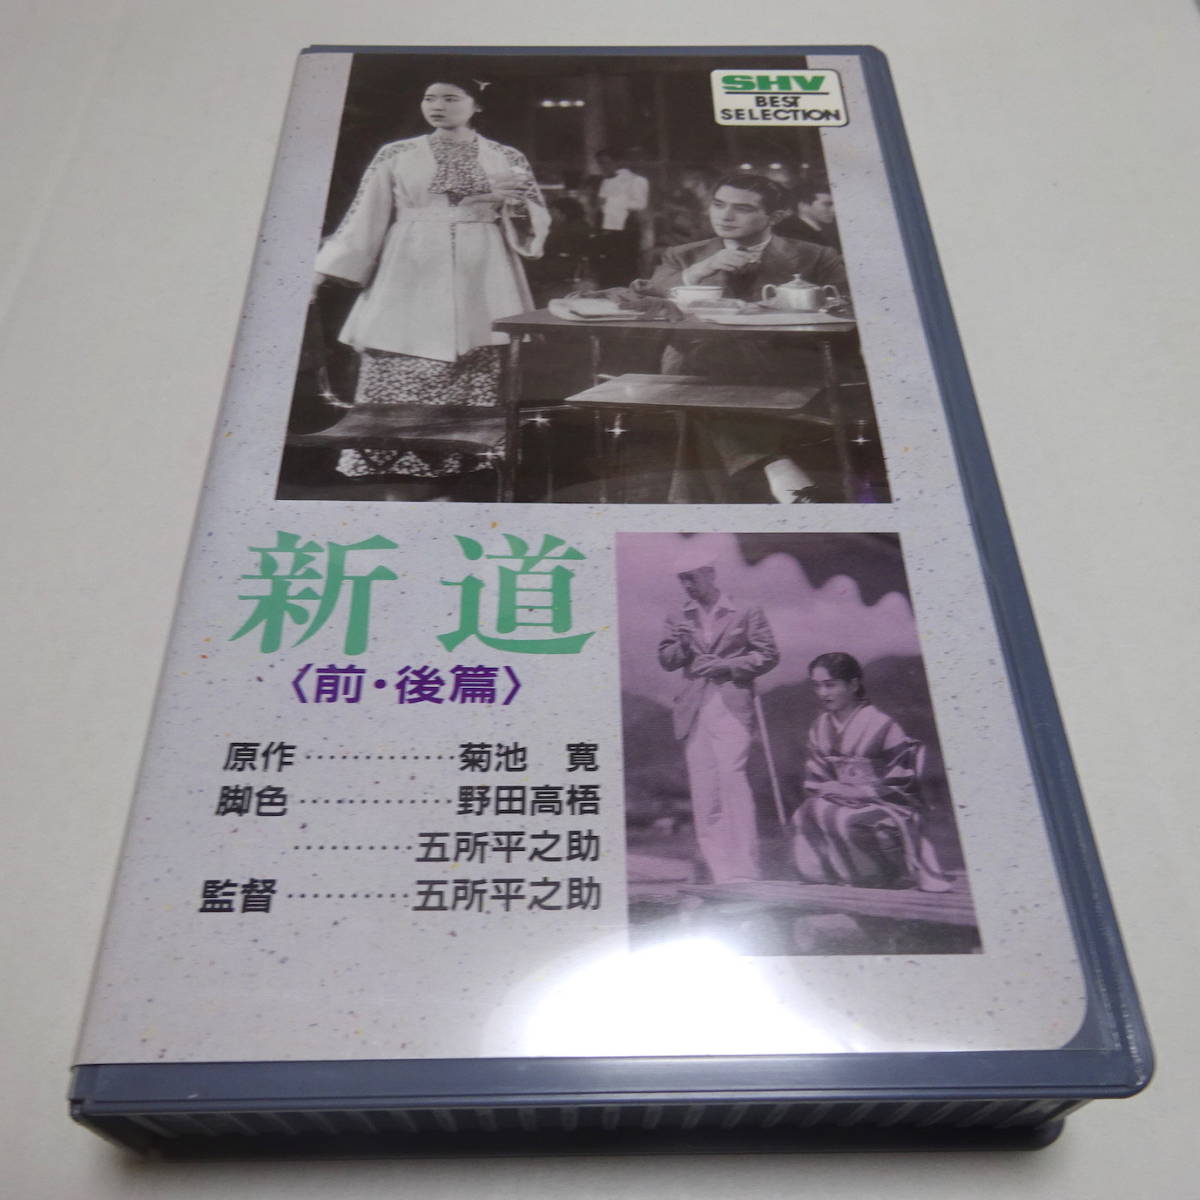 SHV
BEST
SELECTION
新道
〈前・後篇〉
原作・・・・・・・・・・・・・菊池 寛
脚色・・・・・・・・・・・・・野田高梧
・・・・・・・・・・五所平之助
監督・・・・・・・・・・・五所平之助